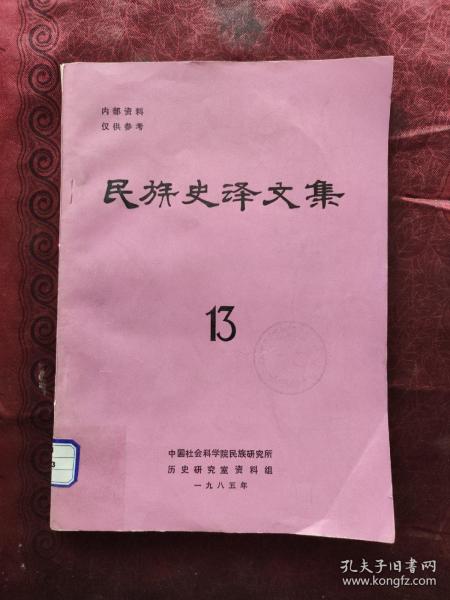 内部资料
仅供参考
民族史译文集
13
中国社会科学院民族研究所
历史研究室资料组
一九八五年
3
孔夫子旧书网
www.kongfz.com